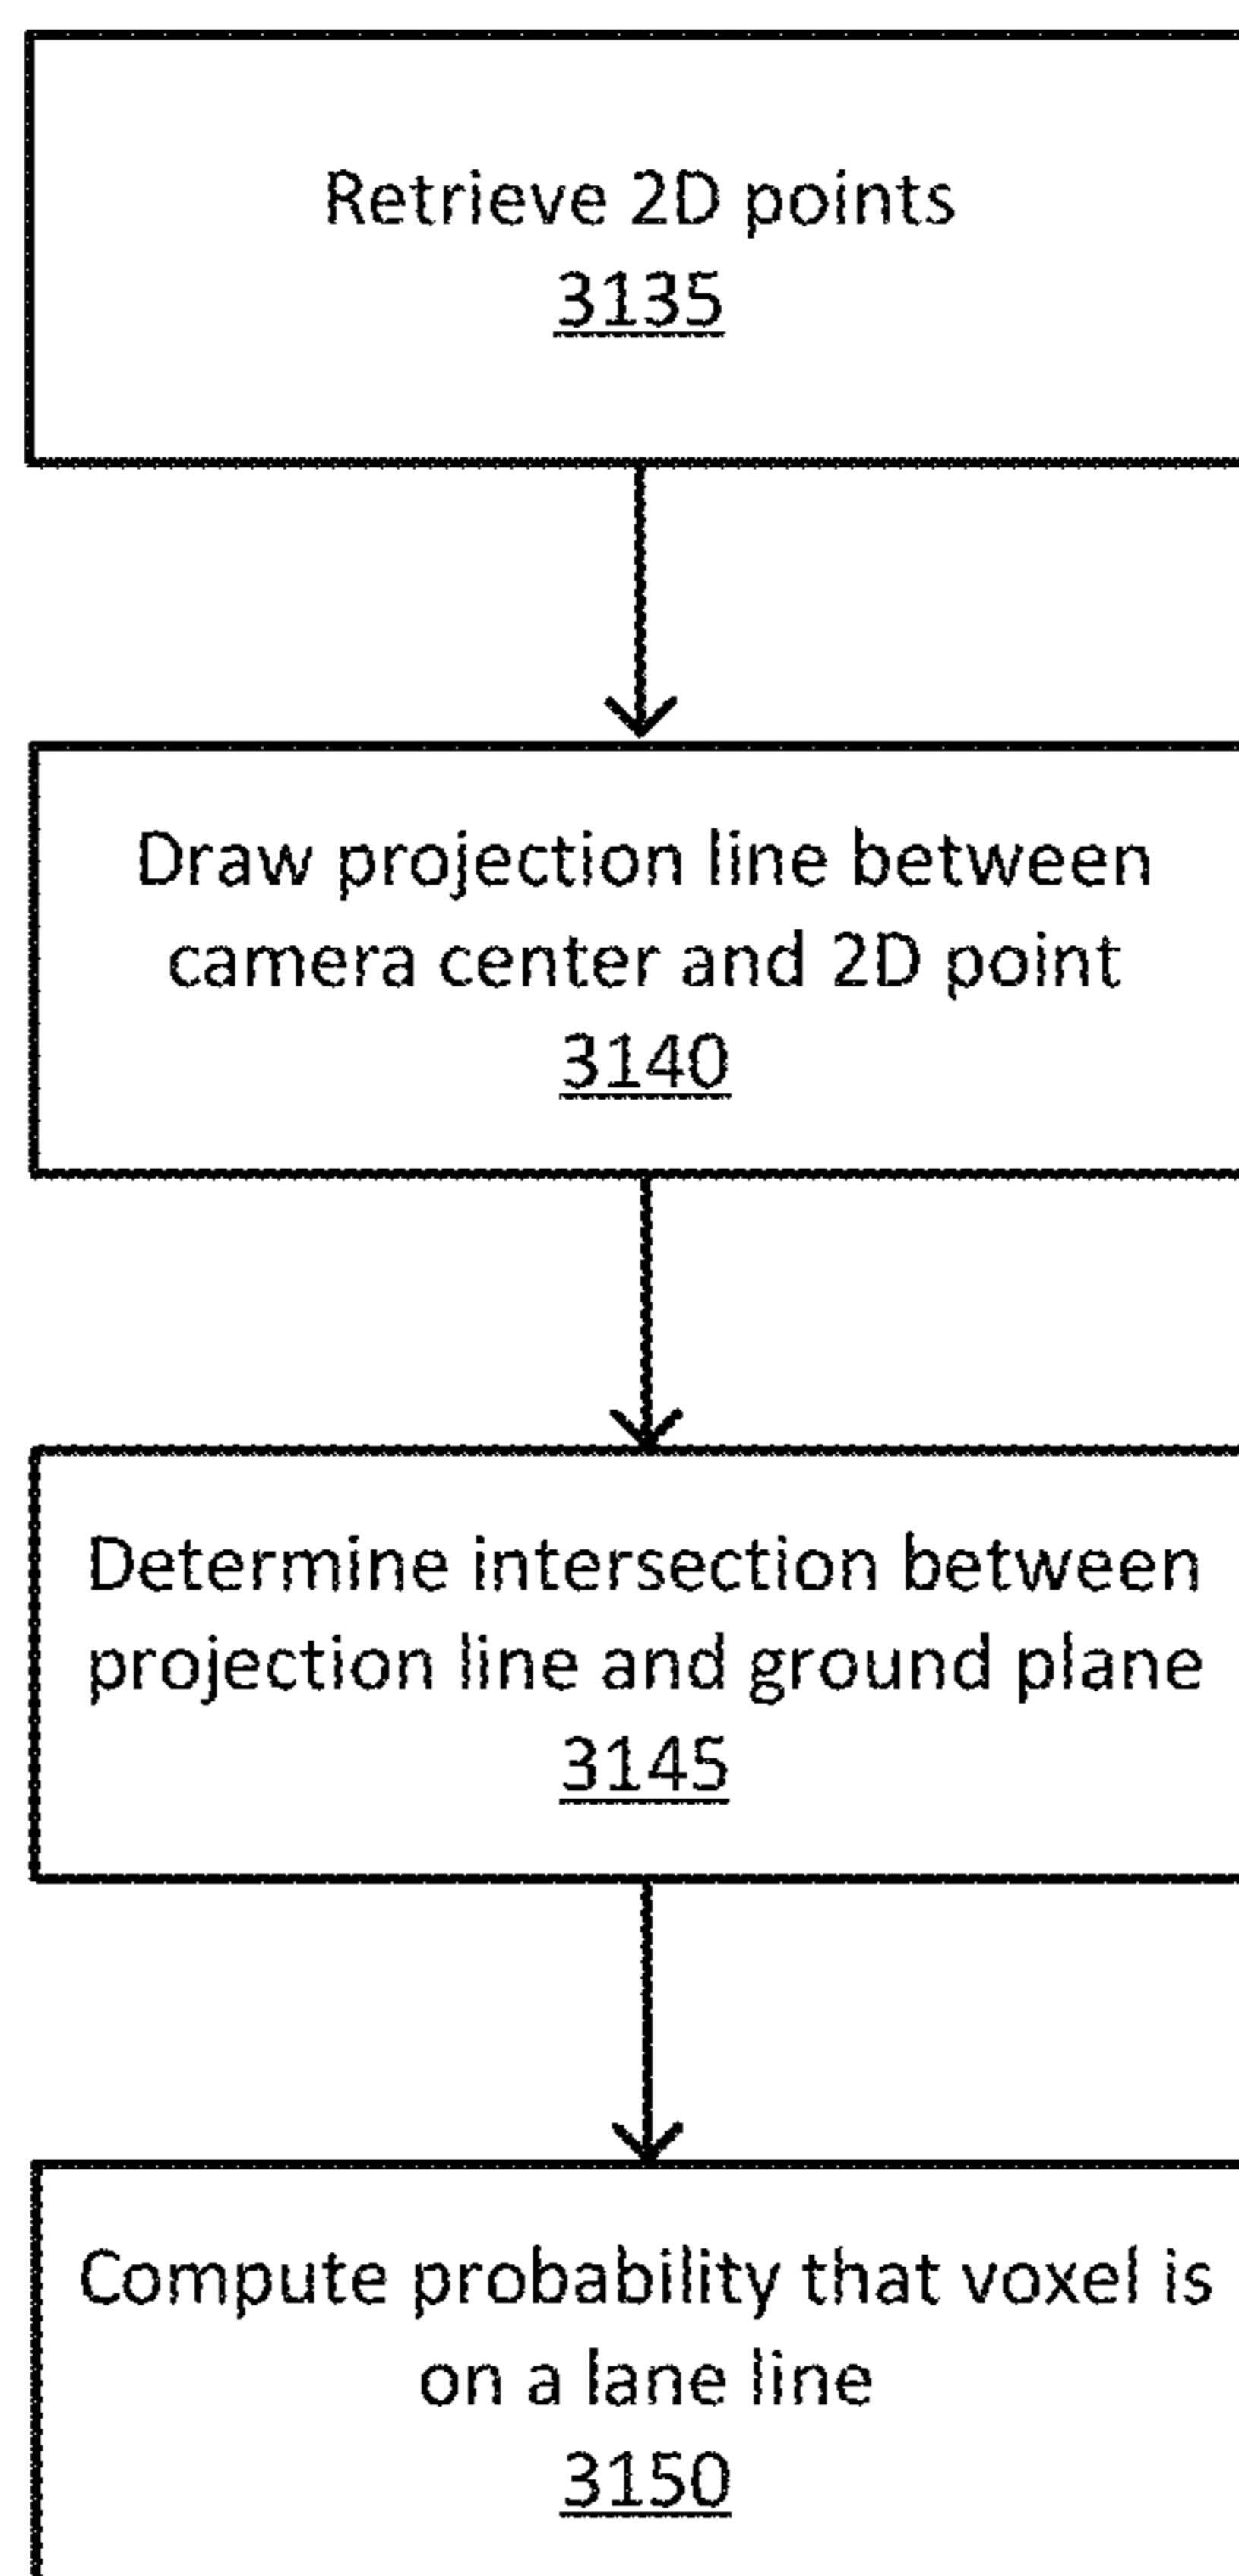 Retrieve 2D points
3135
Draw projection line between
camera center and 2D point
3140
Determine intersection between
projection line and ground plane
3145
Compute probability that voxel is
on a lane line
3150